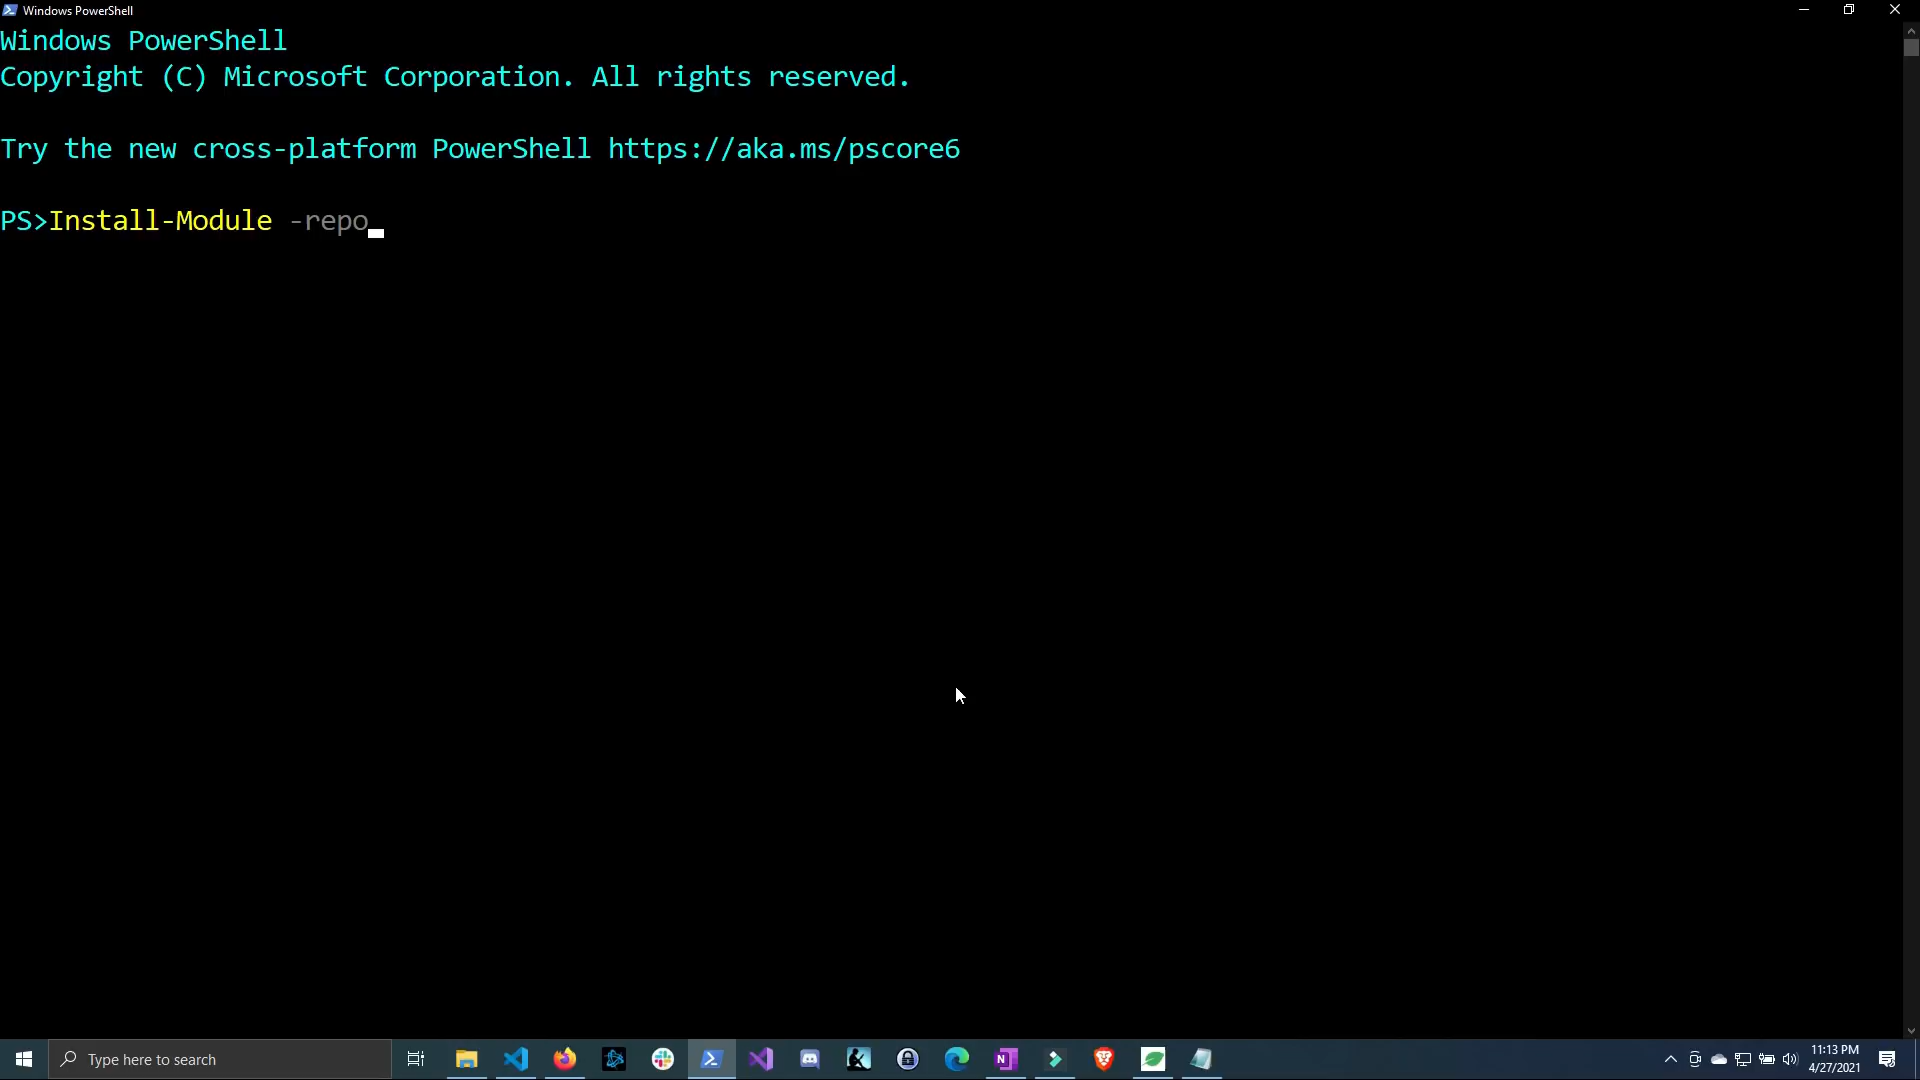 Windows PowerShell
Windows PowerShell
Copyright (C) Microsoft Corporation. All rights reserved.
Try the new cross-platform PowerShell https://aka.ms/pscore6
PS>Install-Module -repo
Type here to search
11:13 PM
4/27/2021